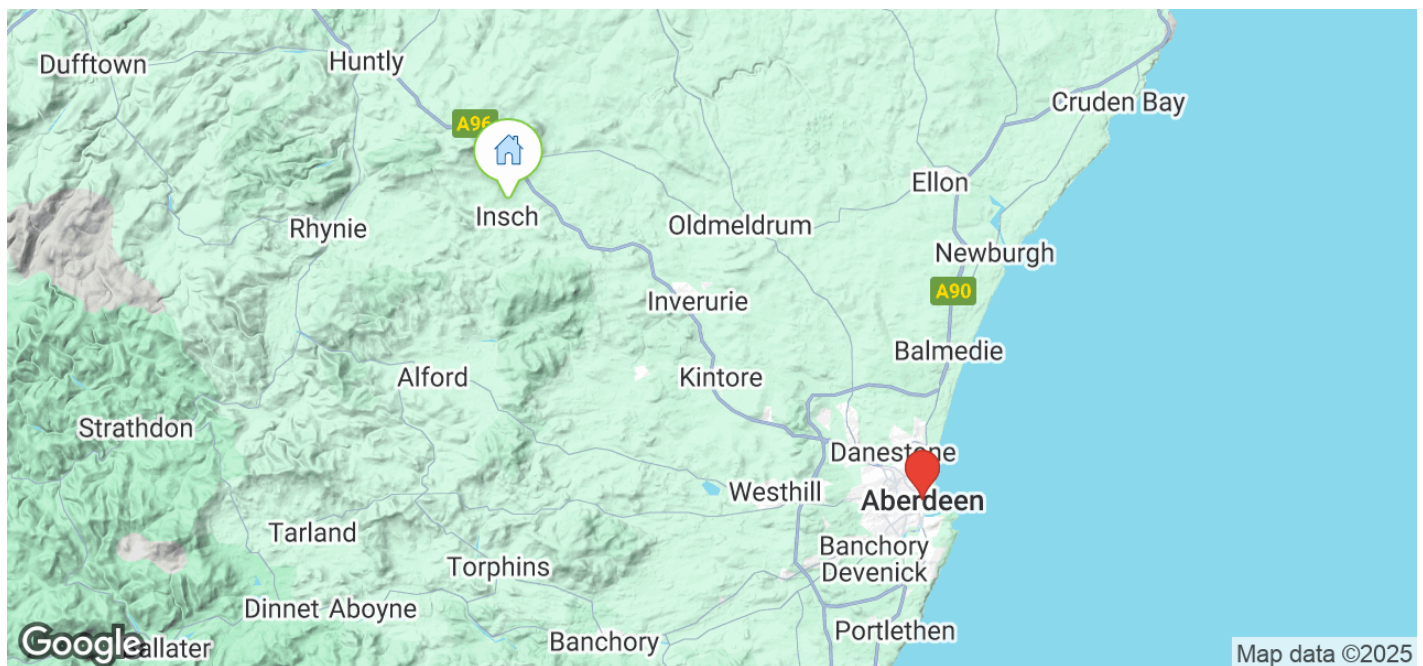 Dufftown
Huntly
Cruden Bay
A96
Ellon
Insch
Rhynie
Oldmeldrum
Newburgh
A90
Inverurie
Balmedie
Alford
Kintore
Strathdon
Danestone
Westhill
Aberdeen
Tarland
Banchory
Devenick
Torphins
Dinnet
Aboyne
Portlethen
Banchory
Google
allater
Map data ©2025